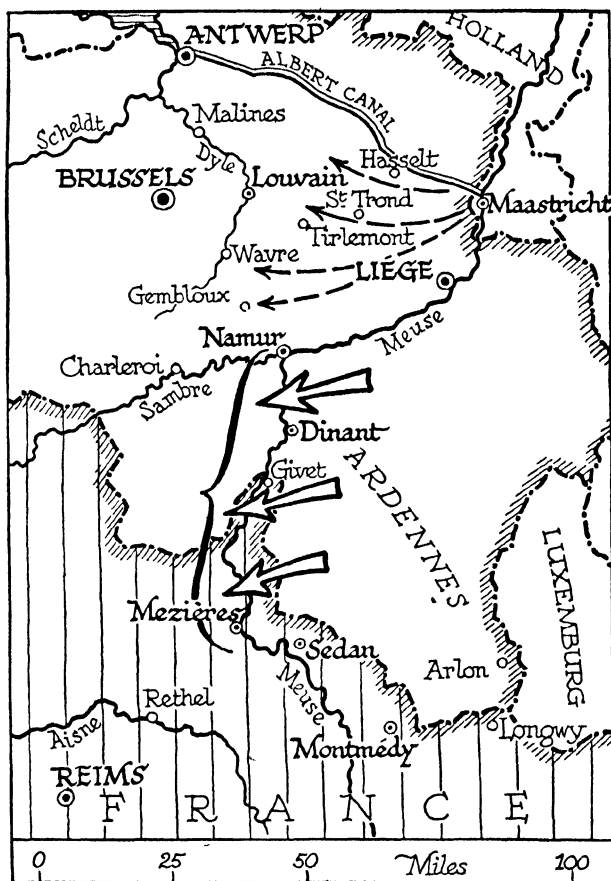 HOLLAND
ANTWERP
ALBERT CANAL
Malines
Scheldt
Dyle
Hasselt
BRUSSELS
Louvain
St Trond
Maastricht
Tirlemont
Wavre
LIÉGE
Gembloux
Meuse
Namur
Charleroi
Sambre
Dinant
Givet
ARDENNES
LUXEMBURG
Mezières
Sedan
Arlon
Meuse
Rethel
Aisne
Longwy
Montmédy
REIMS
FRANCE
0 25 50 Miles 100